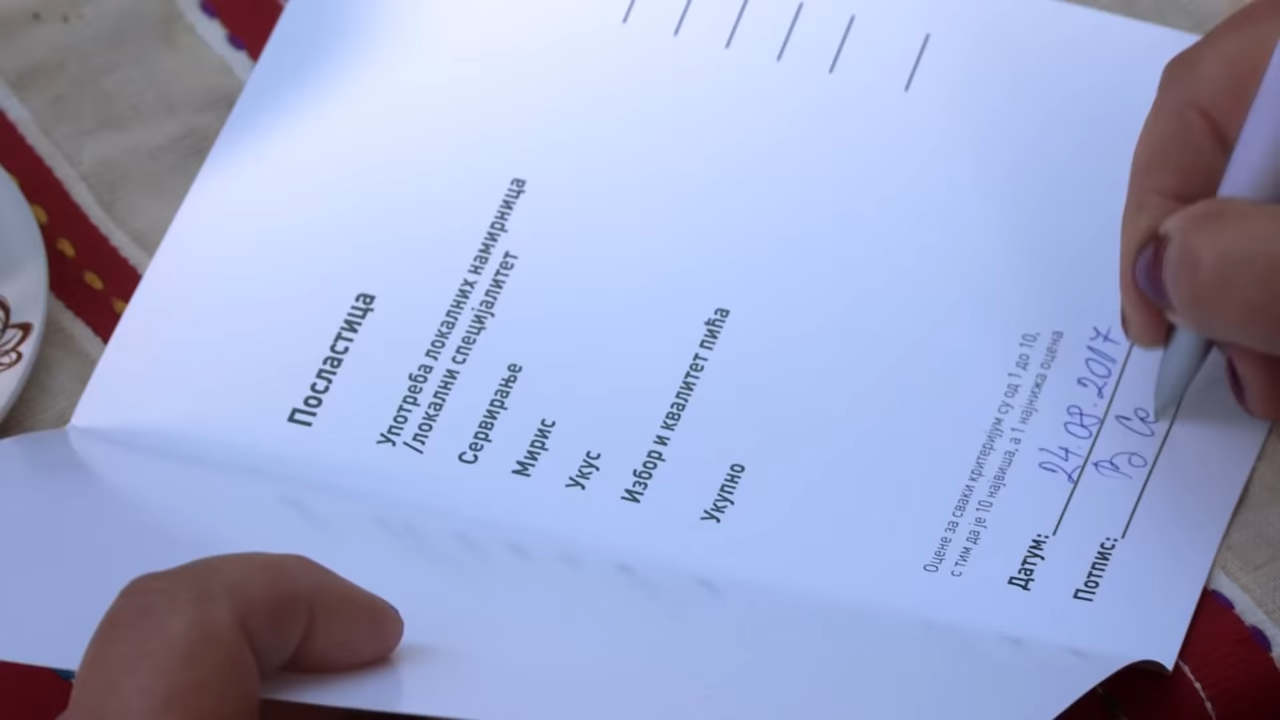 Посластица
Употреба локалних намирница
/локални специјалитет
Сервирање
Мирис
Укус
Избор и квалитет пића
Укупно
Оцене за сваки критеријум су од 1 до 10,
с тим да је 10 највиша, а 1 најнижа оцена
Датум: 24.08.2017
Потпис: